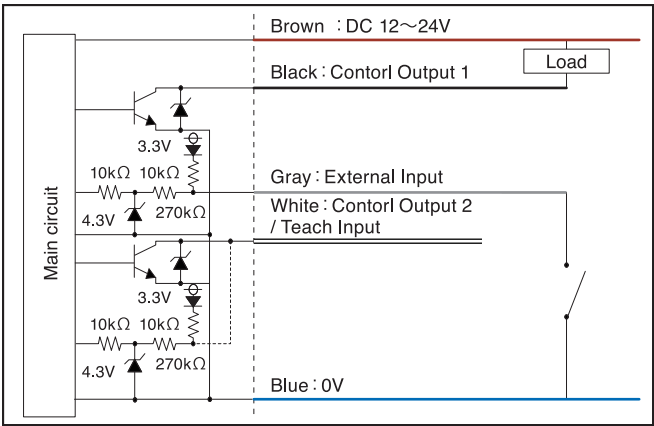 Brown : DC 12～24V
Load
Black : Contorl Output 1
3.3V
10kΩ 10kΩ
Gray : External Input
4.3V
270kΩ
White : Contorl Output 2
/ Teach Input
Main circuit
3.3V
10kΩ 10kΩ
4.3V
270kΩ
Blue : 0V